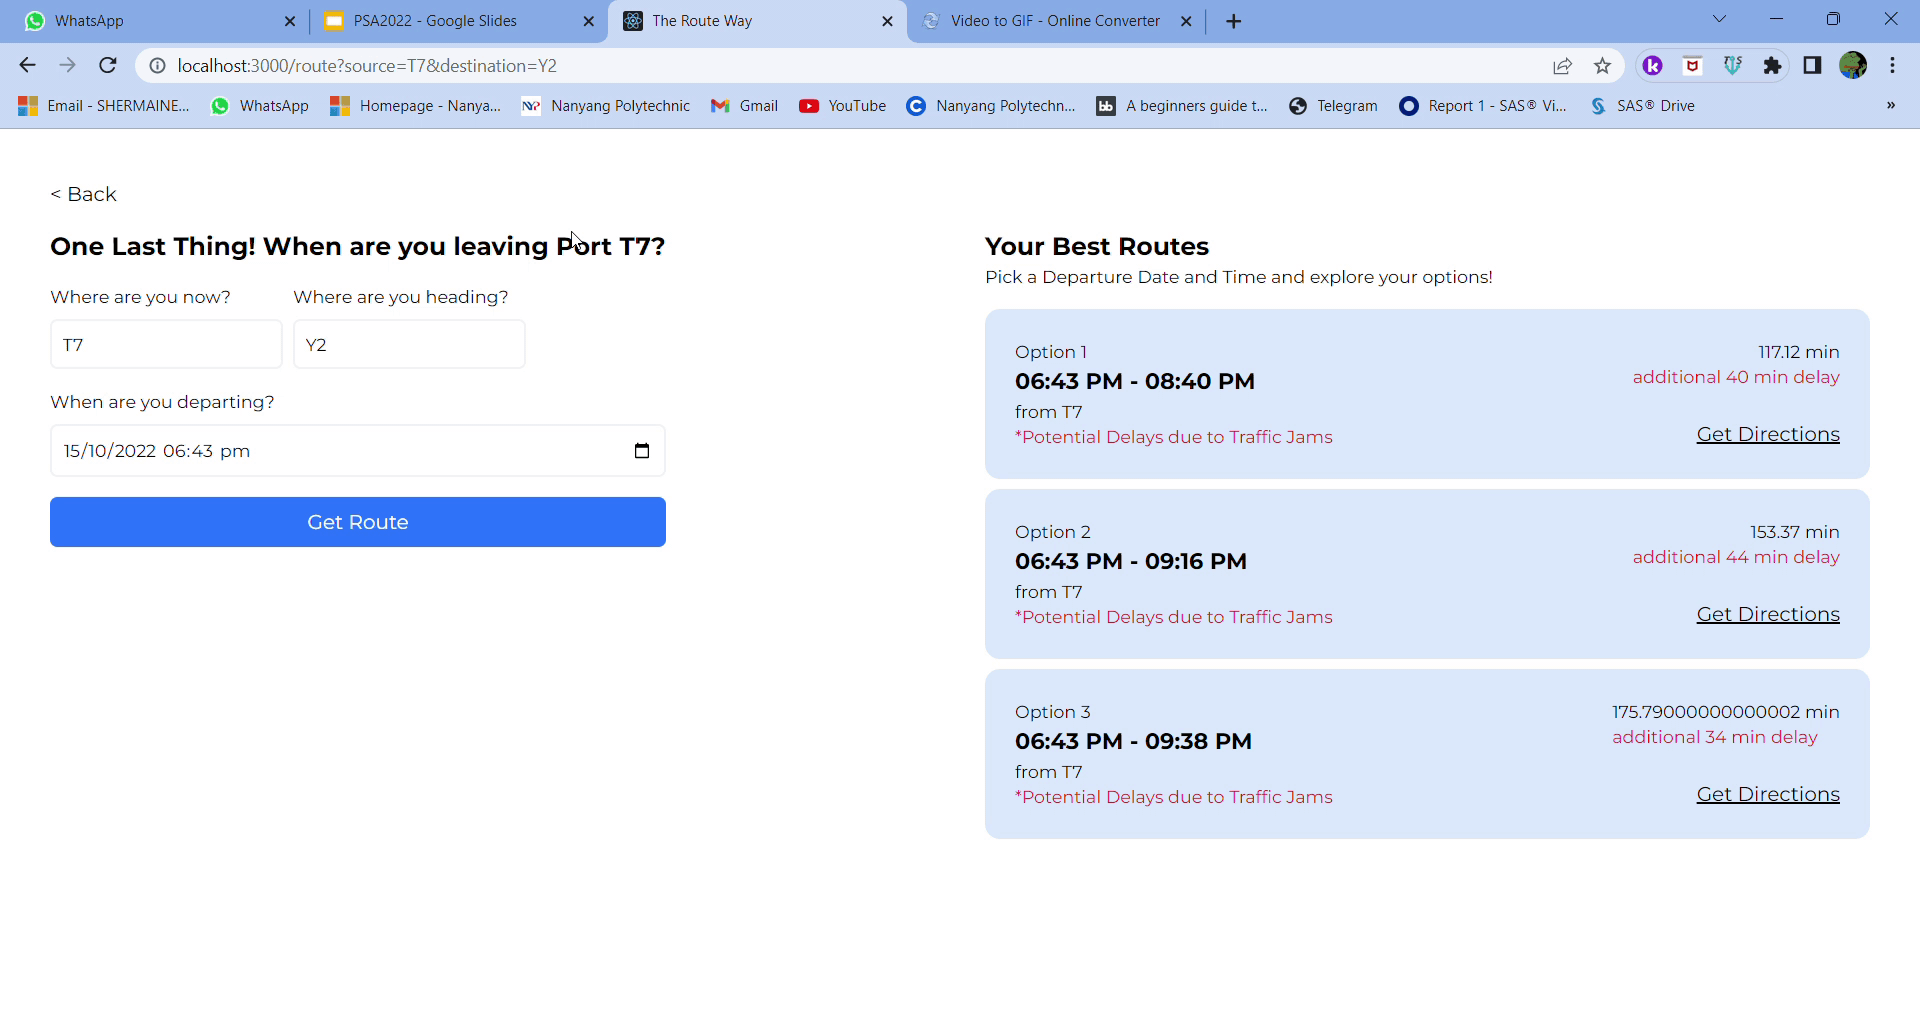 WhatsApp
PSA2022 - Google Slides
The Route Way
Video to GIF - Online Converter
localhost:3000/route?source=T7&destination=Y2
Email - SHERMAINE...
WhatsApp
Homepage - Nanya...
Nanyang Polytechnic
Gmail
YouTube
Nanyang Polytechn...
A beginners guide t...
Telegram
Report 1 - SAS® Vi...
SAS® Drive
»
< Back
One Last Thing! When are you leaving Port T7?
Where are you now? Where are you heading?
T7 Y2
When are you departing?
15/10/2022 06:43 pm
Get Route
Your Best Routes
Pick a Departure Date and Time and explore your options!
Option 1 117.12 min
06:43 PM - 08:40 PM additional 40 min delay
from T7
*Potential Delays due to Traffic Jams Get Directions
Option 2 153.37 min
06:43 PM - 09:16 PM additional 44 min delay
from T7
*Potential Delays due to Traffic Jams Get Directions
Option 3 175.79000000000002 min
06:43 PM - 09:38 PM additional 34 min delay
from T7
*Potential Delays due to Traffic Jams Get Directions